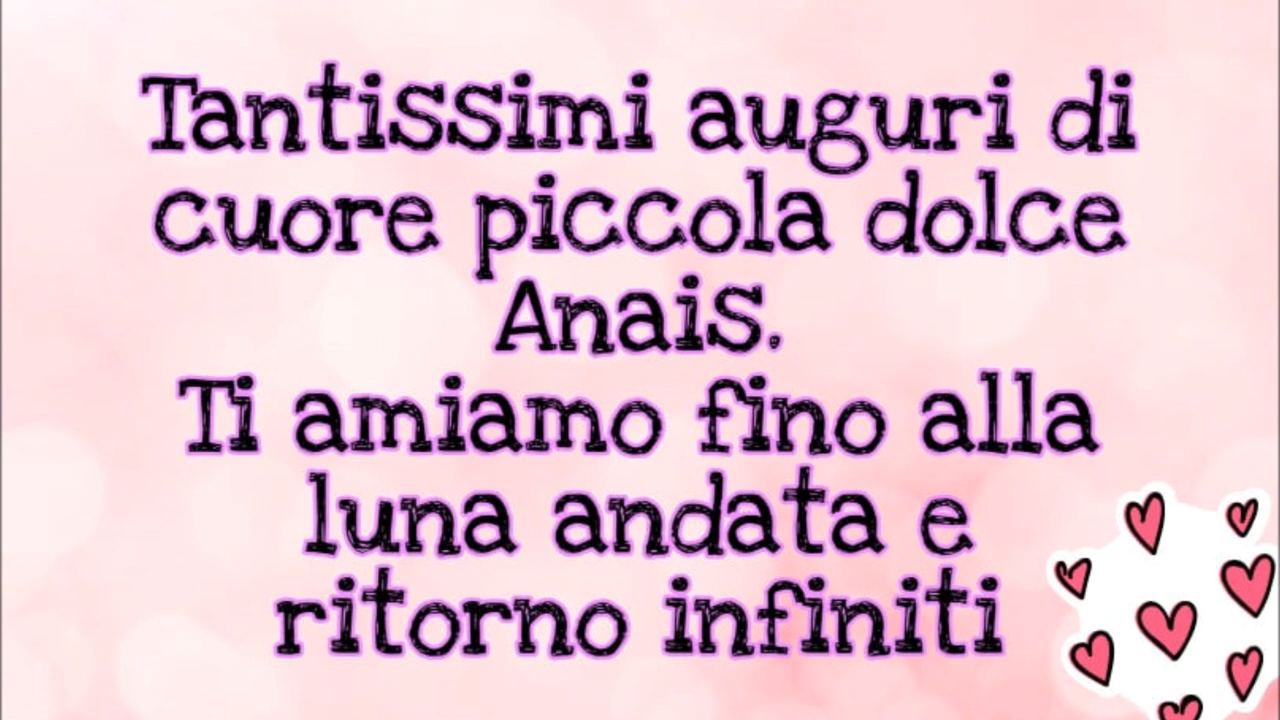 Tantissimi auguri di
cuore piccola dolce
Anais.
Ti amiamo fino alla
luna andata e
ritorno infiniti